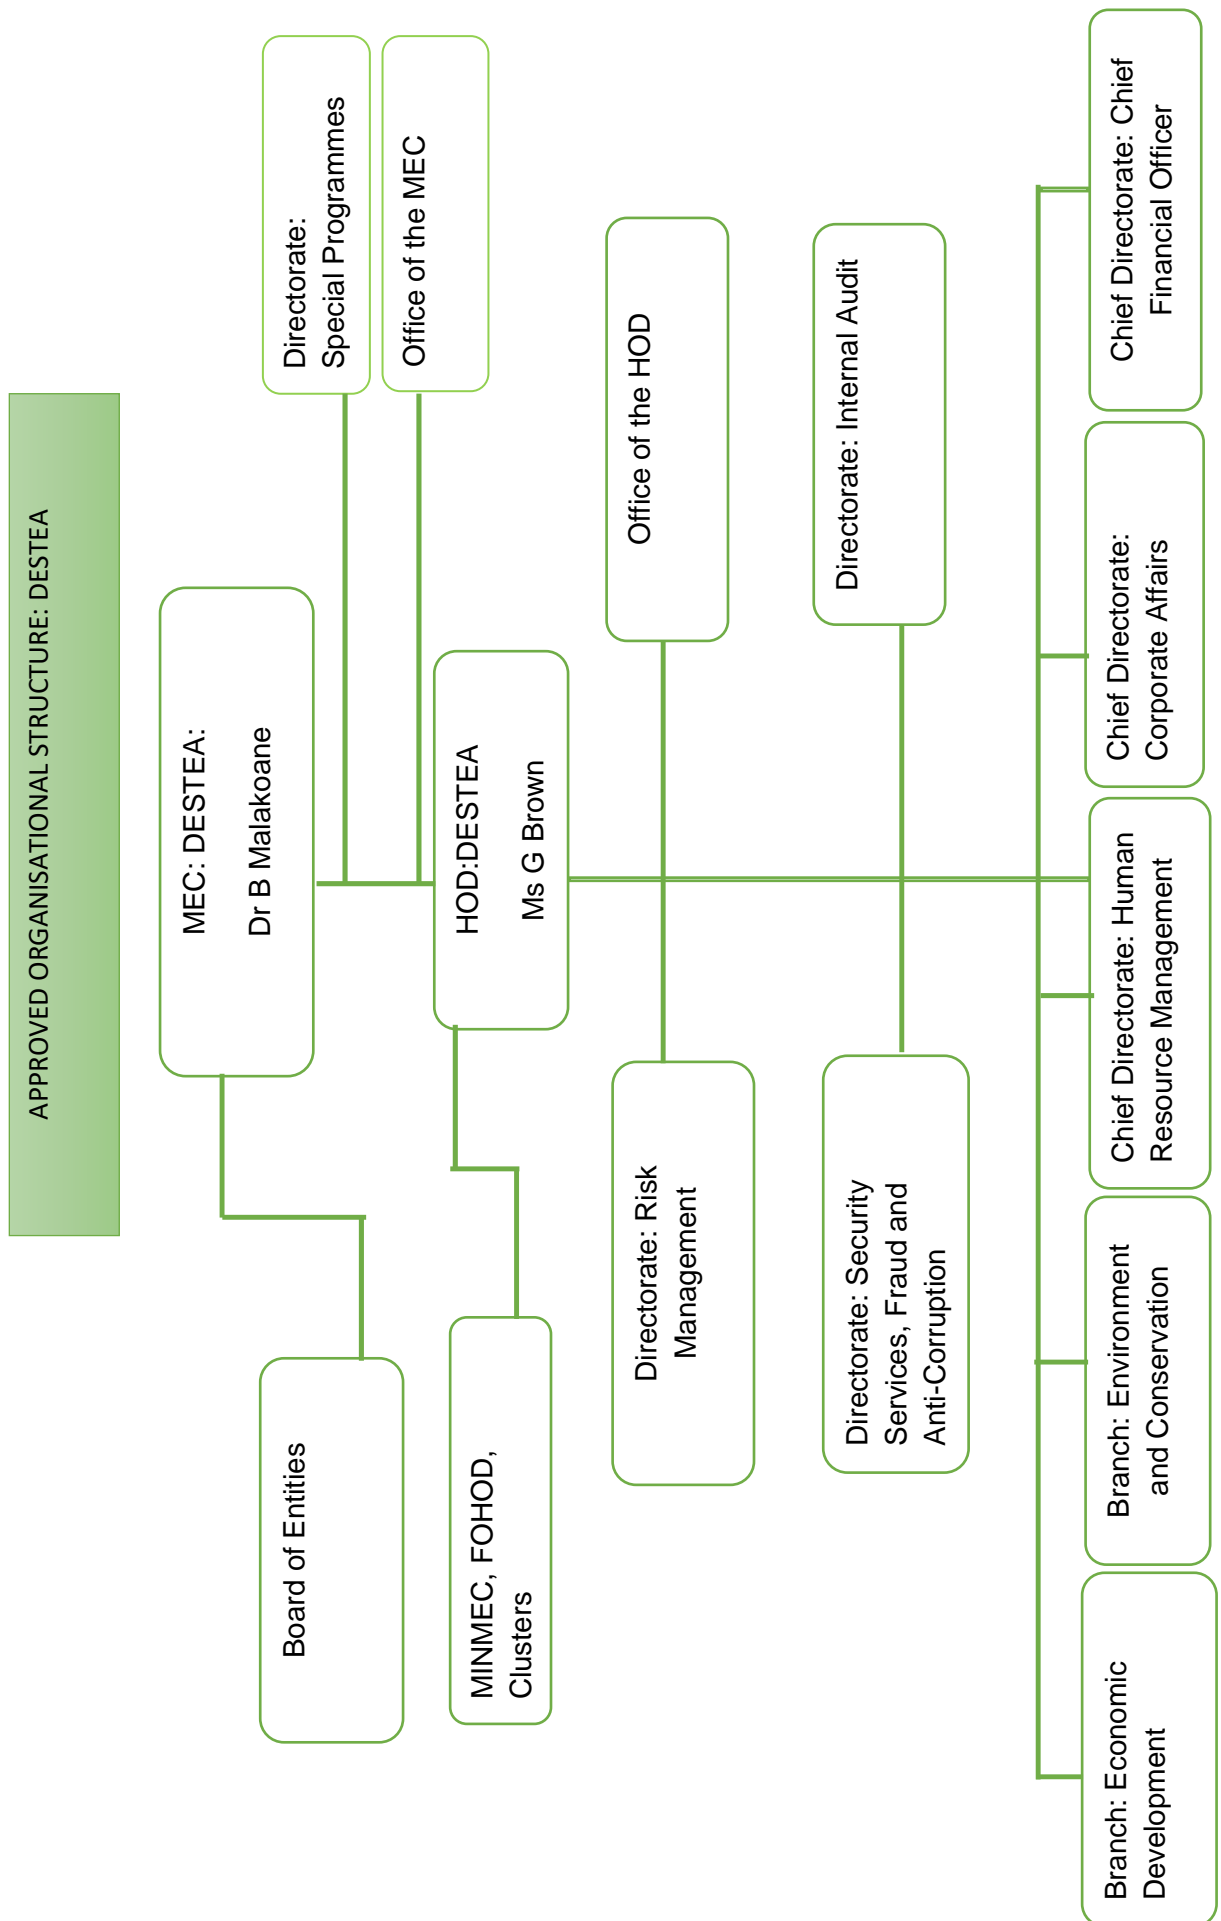 APPROVED ORGANISATIONAL STRUCTURE: DESTEA
MEC: DESTEA:
Dr B Malakoane
Directorate:
Special Programmes
Office of the MEC
Board of Entities
HOD:DESTEA
Ms G Brown
MINMEC, FOHOD,
Clusters
Directorate: Risk
Management
Office of the HOD
Directorate: Security
Services, Fraud and
Anti-Corruption
Directorate: Internal Audit
Branch: Economic
Development
Branch: Environment
and Conservation
Chief Directorate: Human
Resource Management
Chief Directorate:
Corporate Affairs
Chief Directorate: Chief
Financial Officer